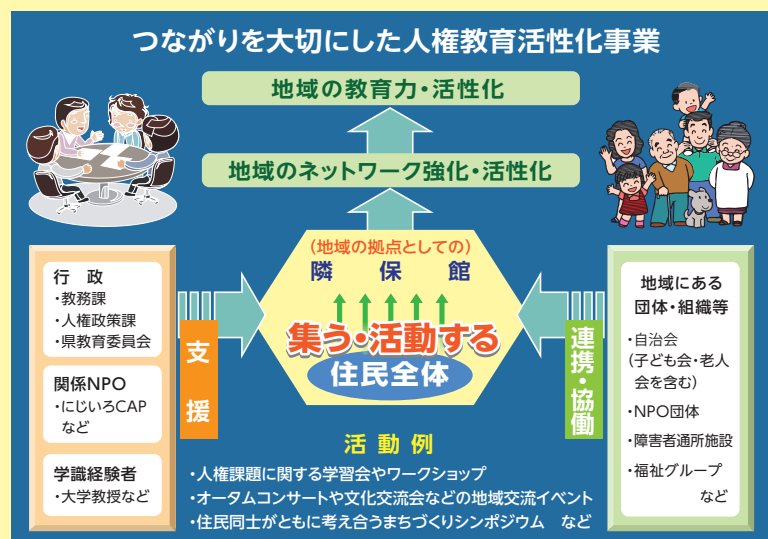 つながりを大切にした人権教育活性化事業
地域の教育力・活性化
地域のネットワーク強化・活性化
行　政
・教務課
・人権政策課
・県教育委員会
関係NPO
・にじいろCAP
など
学識経験者
・大学教授など
支援
(地域の拠点としての)
隣　保　館
集う・活動する
住民全体
連携・協働
地域にある
団体・組織等
・自治会
(子ども会・老人
会を含む)
・NPO団体
・障害者通所施設
・福祉グループ
など
活動例
・人権課題に関する学習会やワークショップ
・オータムコンサートや文化交流会などの地域交流イベント
・住民同士がともに考え合うまちづくりシンポジウム　など